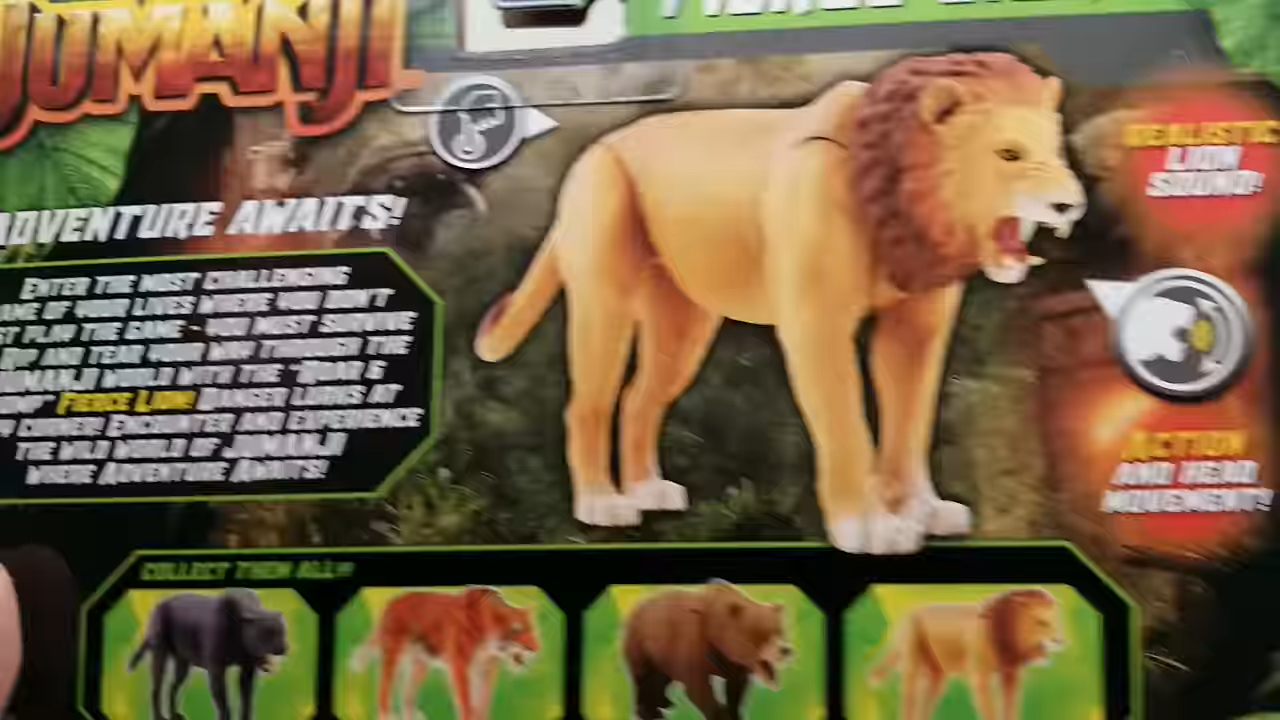 JUMANJI
ADVENTURE AWAITS!
ENTER THE MOST CHALLENGING
OF YOUR LIVES WHERE YOU DON'T
PLAY THE GAME - YOU MUST SURVIVE
UP AND TEAR YOUR WAY THROUGH THE
JUMANJI WORLD WITH THE "ROAR &
FIERCE LION! DANGER LURKS AT
CORNER! ENCOUNTER AND EXPERIENCE
THE WILD WORLD OF JUMANJI
WHERE ADVENTURE AWAITS!
REALISTIC
LION
SOUND!
ACTION
AND HEAD
MOVEMENT!
COLLECT THEM ALL!